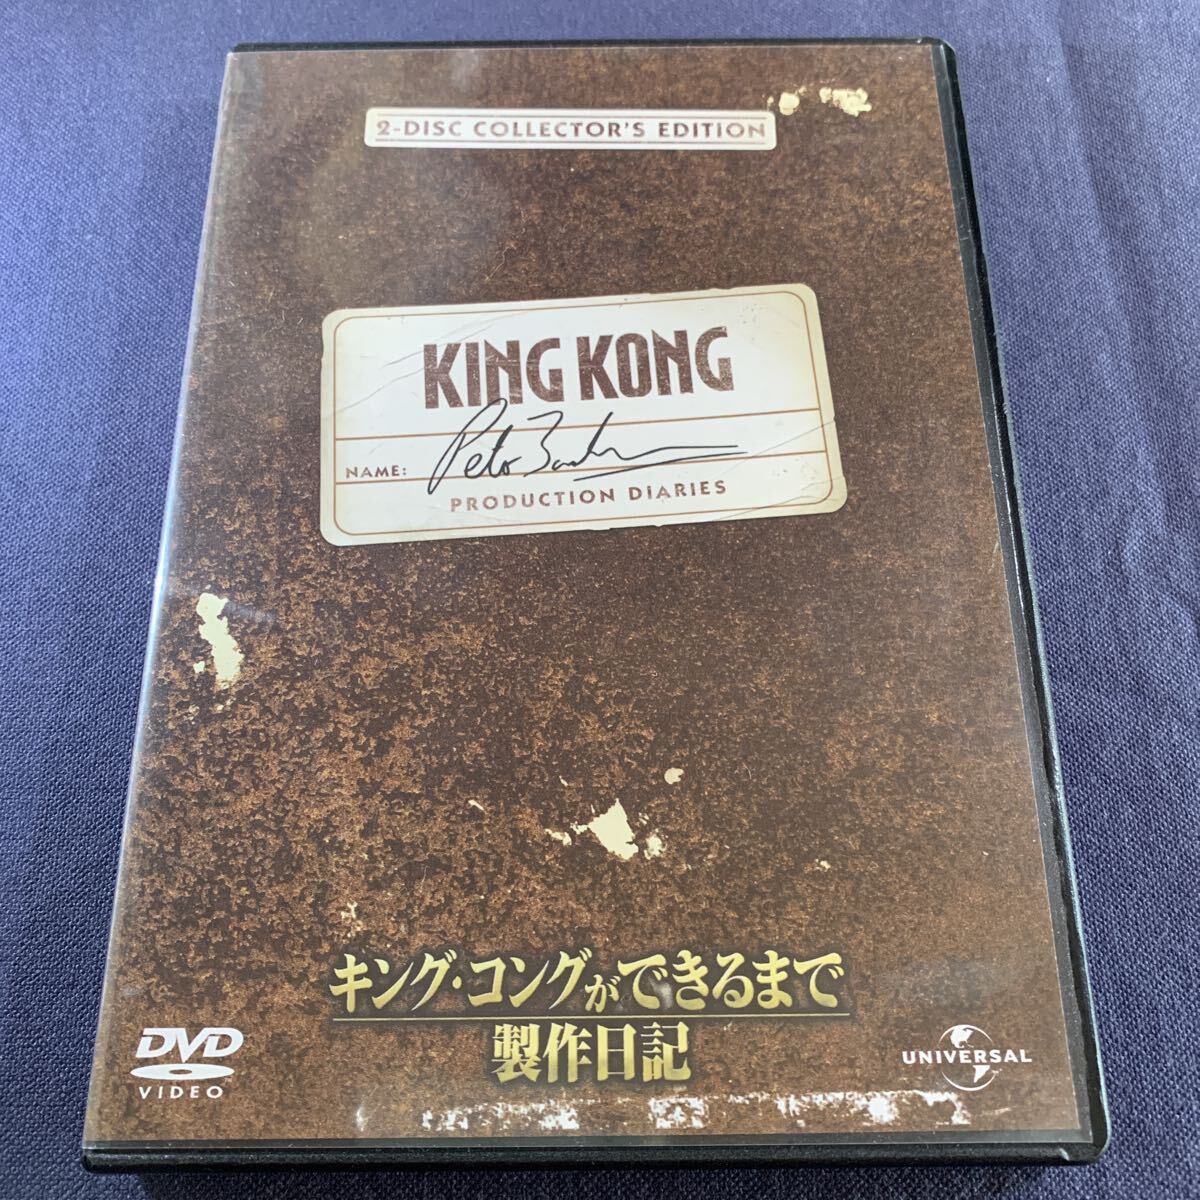 2-DISC COLLECTOR'S EDITION
KING KONG
NAME:
PRODUCTION DIARIES
キング・コングができるまで
製作日記
DVD
VIDEO
UNIVERSAL